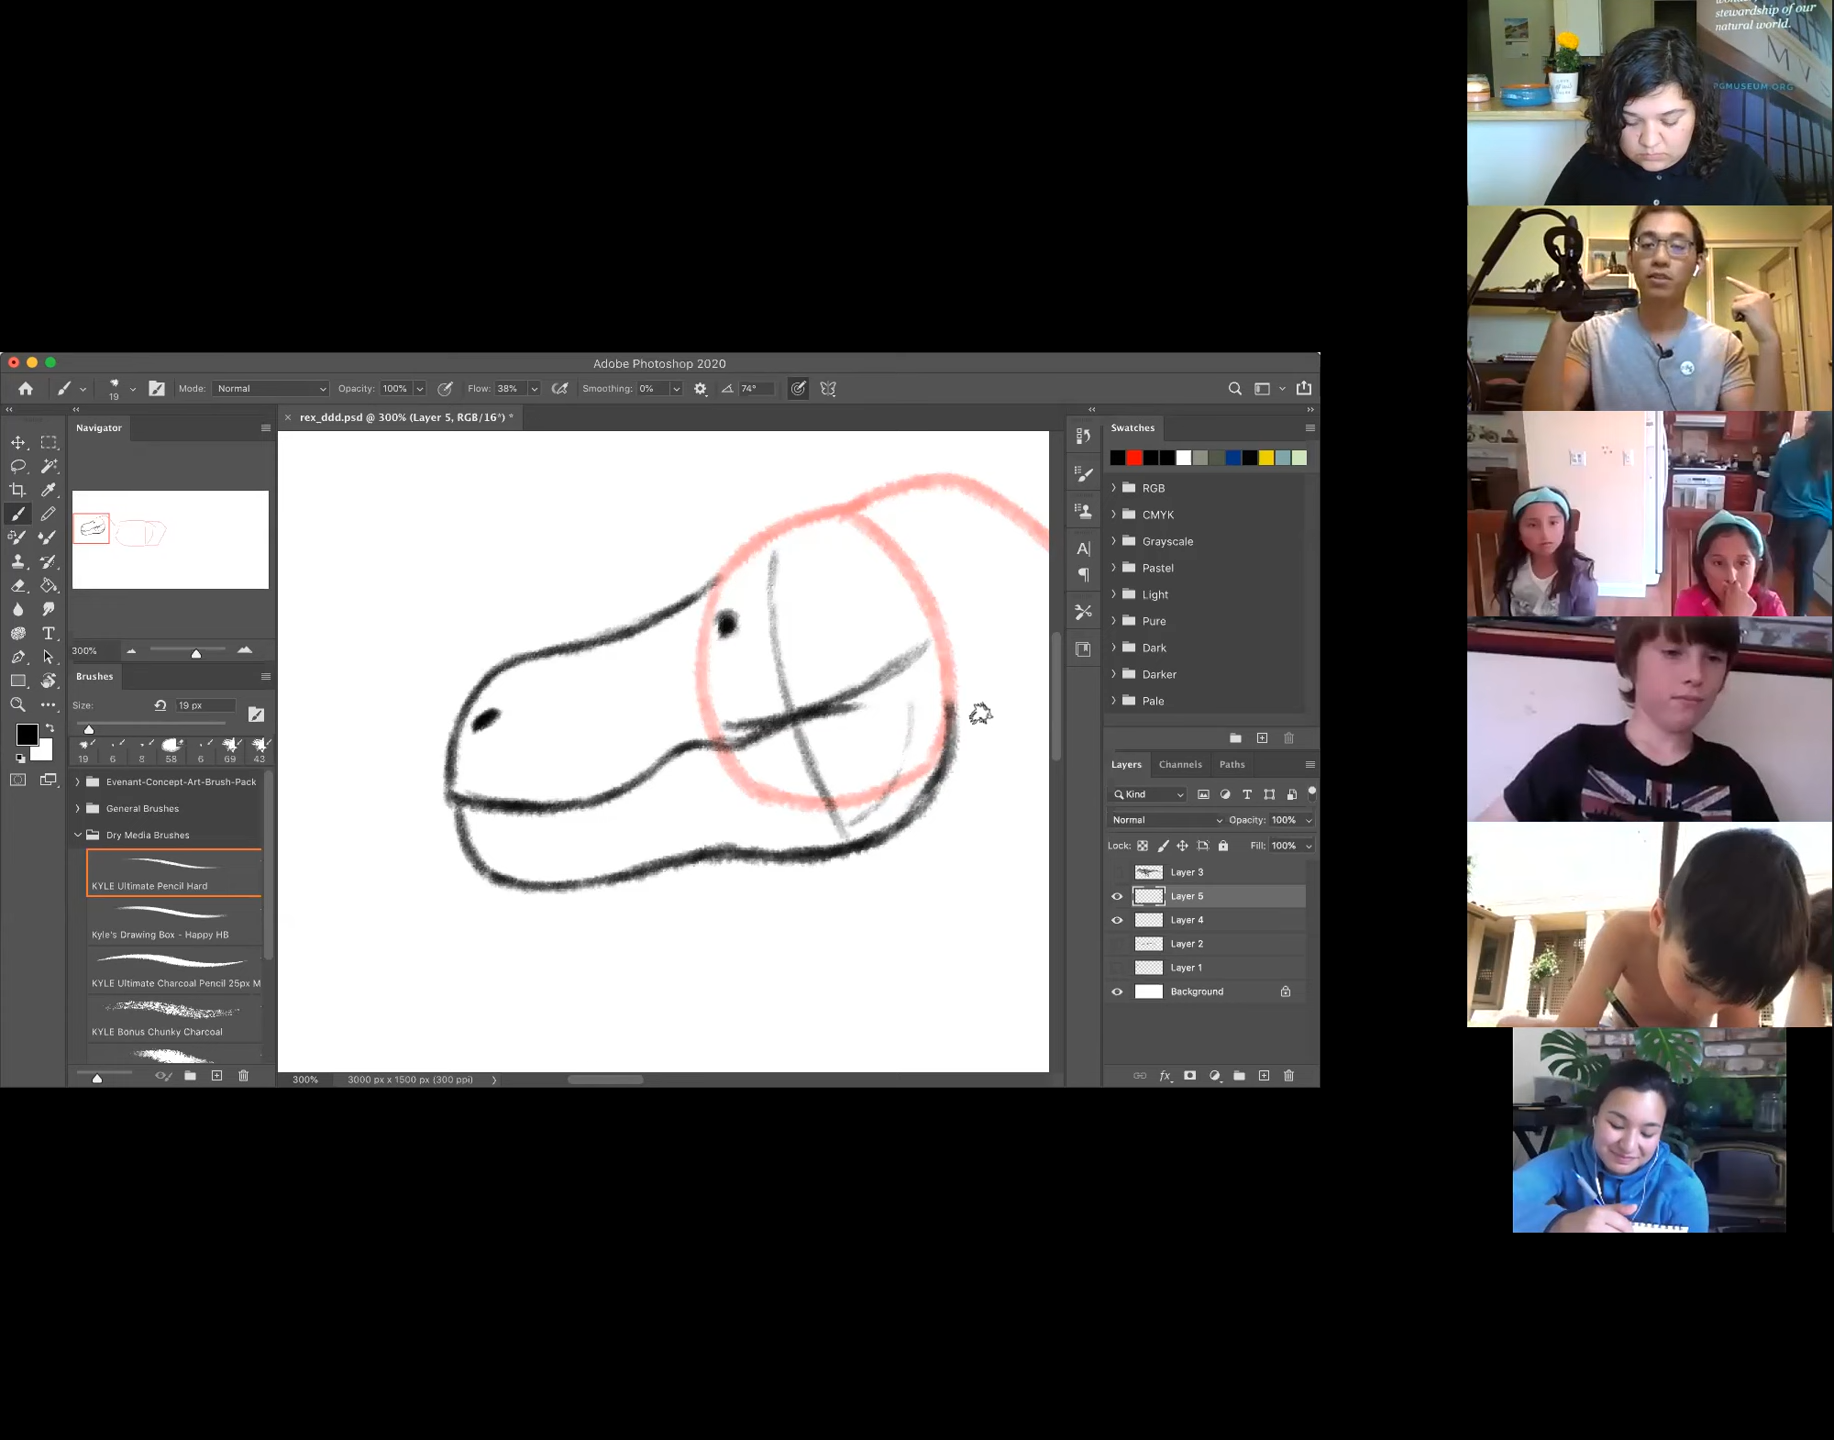 stewardship of our
natural world.
PGMUSEUM.ORG
Adobe Photoshop 2020
19
Mode: Normal
Opacity: 100%
Flow: 38%
Smoothing: 0%
74°
rex_ddd.psd @ 300% (Layer 5, RGB/16*) *
Navigator
300%
Brushes
Size:
19 px
19 6 8 58 6 69 43
Evenant-Concept-Art-Brush-Pack
General Brushes
Dry Media Brushes
KYLE Ultimate Pencil Hard
Kyle's Drawing Box - Happy HB
KYLE Ultimate Charcoal Pencil 25px M
KYLE Bonus Chunky Charcoal
300%
3000 px x 1500 px (300 ppi)
Swatches
RGB
CMYK
Grayscale
Pastel
Light
Pure
Dark
Darker
Pale
Layers
Channels
Paths
Kind
Normal
Opacity: 100%
Lock:
Fill: 100%
Layer 3
Layer 5
Layer 4
Layer 2
Layer 1
Background
fx